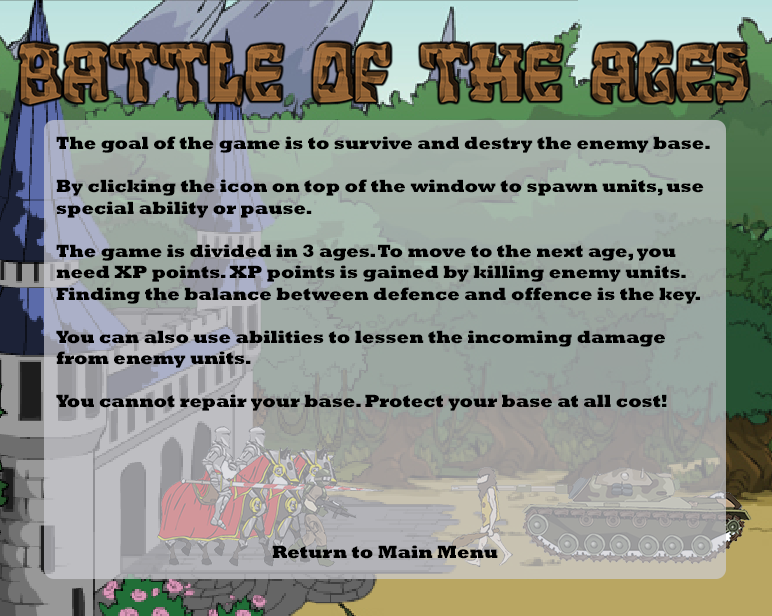 BATTLE OF THE AGES
The goal of the game is to survive and destry the enemy base.
By clicking the icon on top of the window to spawn units, use
special ability or pause.
The game is divided in 3 ages. To move to the next age, you
need XP points. XP points is gained by killing enemy units.
Finding the balance between defence and offence is the key.
You can also use abilities to lessen the incoming damage
from enemy units.
You cannot repair your base. Protect your base at all cost!
Return to Main Menu